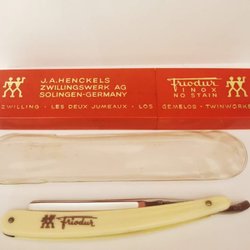 J.A.HENCKELS
ZWILLINGSWERK AG
SOLINGEN-GERMANY
Friodur
INOX
NO STAIN
ZWILLING · LES DEUX JUMEAUX · LOS GEMELOS · TWINWORKS
Friodur